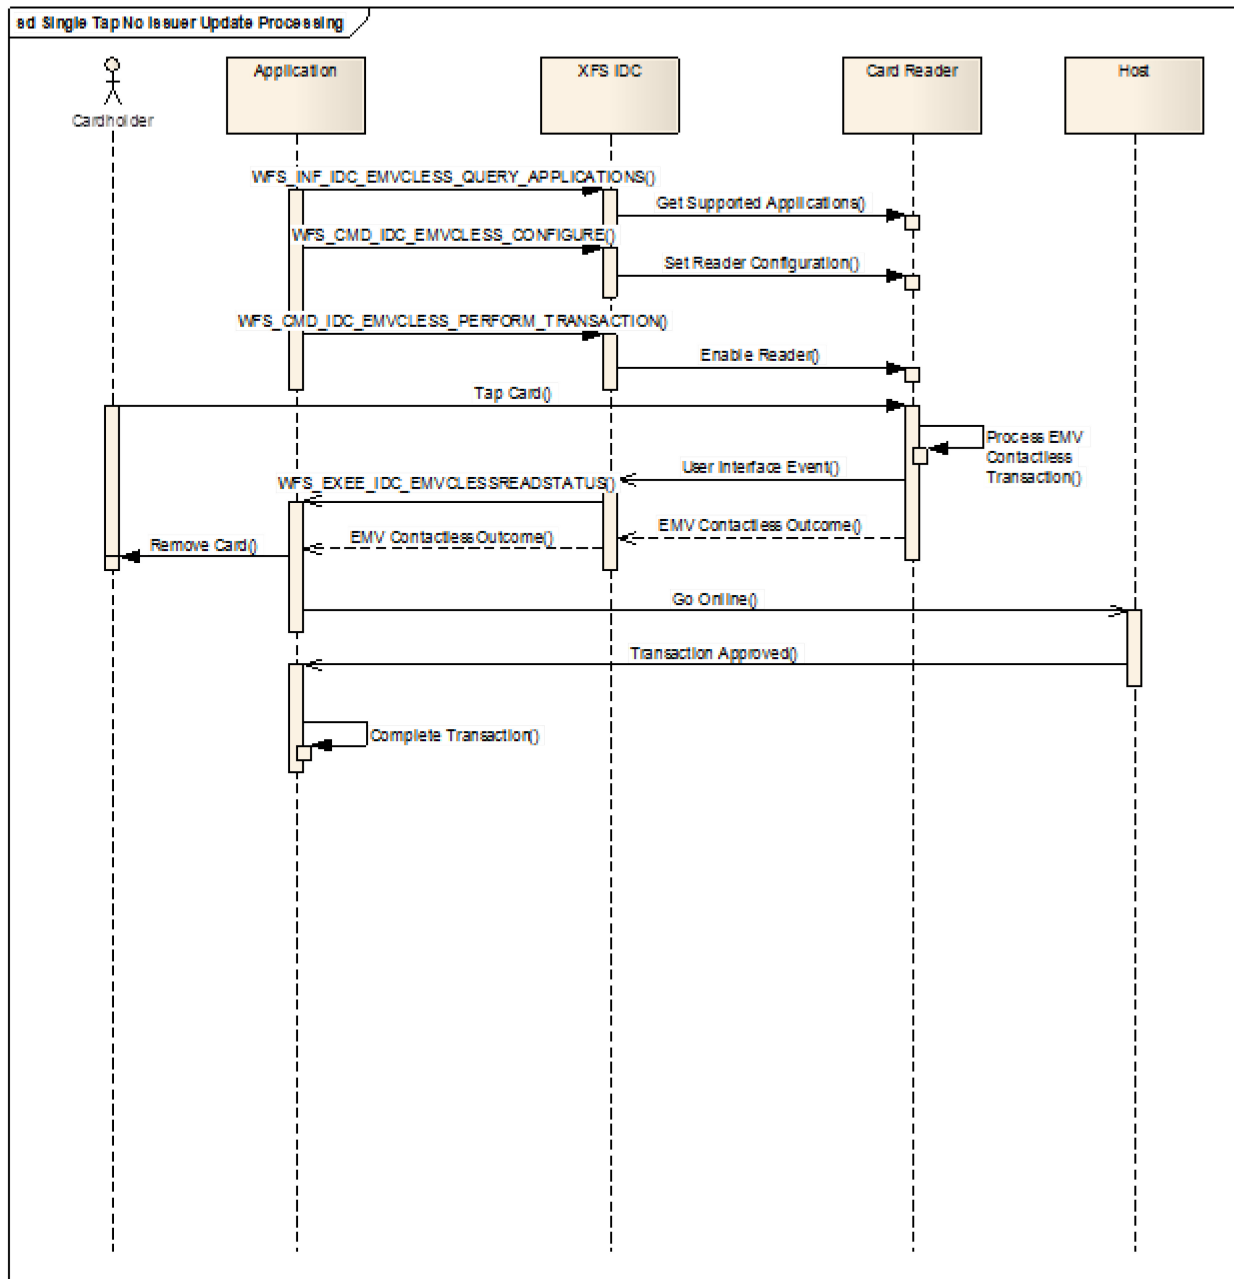 sd Single Tap No Issuer Update Processing
Cardholder
Application
XFS IDC
Card Reader
Host
WFS_INF_IDC_EMVCLESS_QUERY_APPLICATIONS()
Get Supported Applications()
WFS_CMD_IDC_EMVCLESS_CONFIGURE()
Set Reader Configuration()
WFS_CMD_IDC_EMVCLESS_PERFORM_TRANSACTION()
Enable Reader()
Tap Card()
Process EMV
Contactless
Transaction()
User Interface Event()
WFS_EXEE_IDC_EMVCLESSREADSTATUS()
EMV Contactless Outcome()
EMV Contactless Outcome()
Remove Card()
Go Online()
Transaction Approved()
Complete Transaction()